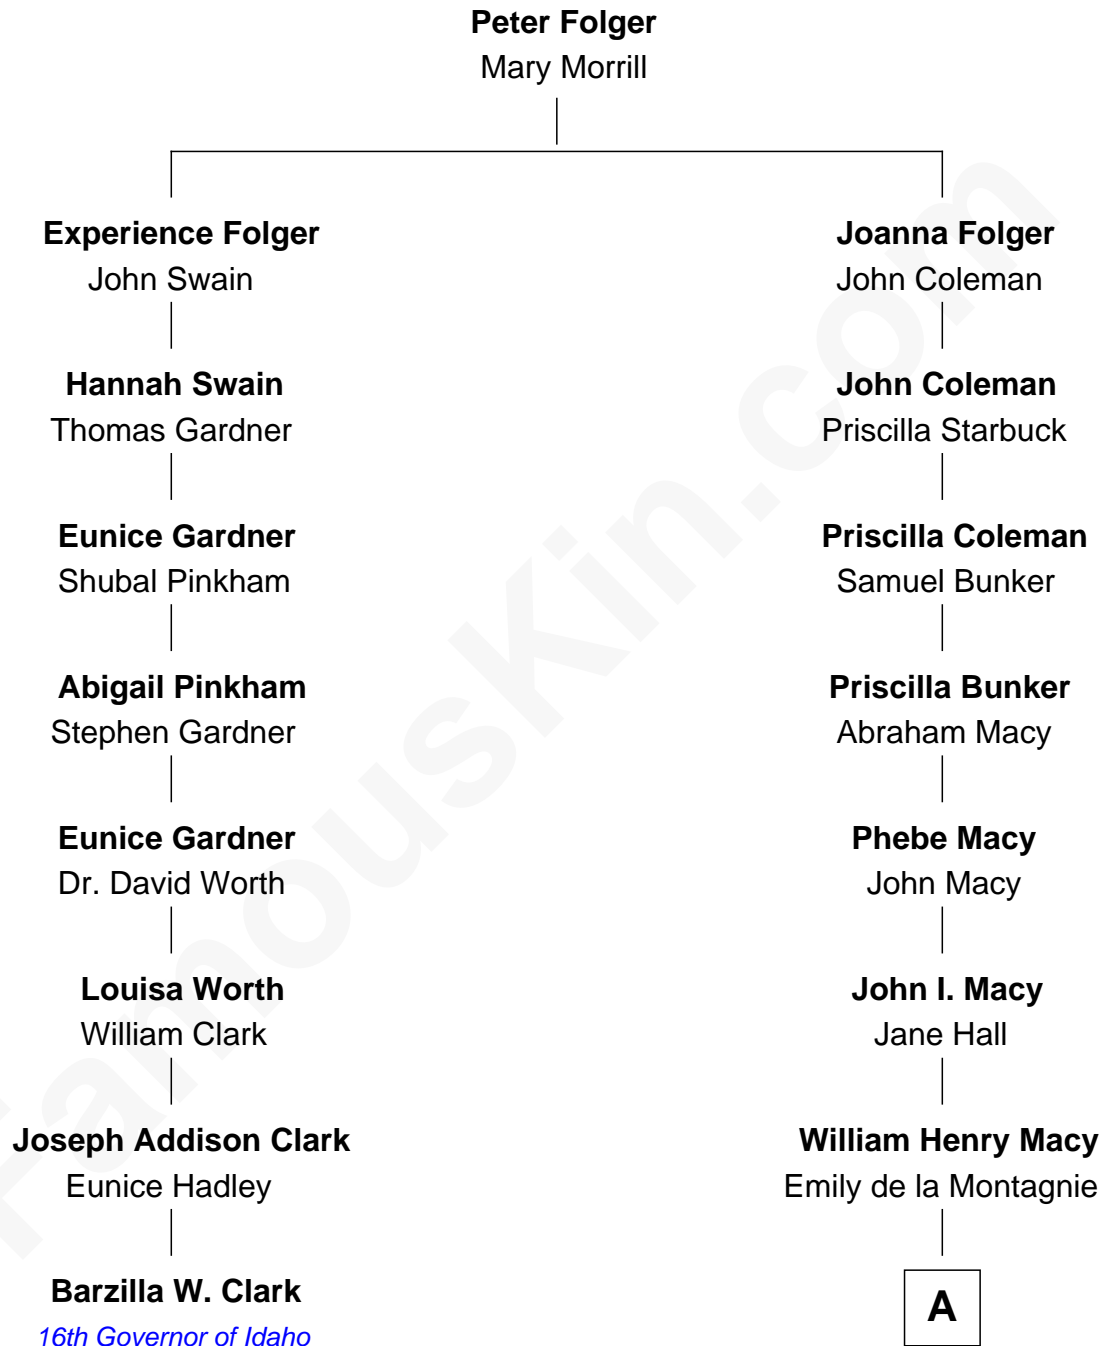 Peter Folger
Mary Morrill
Experience Folger
John Swain
Joanna Folger
John Coleman
Hannah Swain
Thomas Gardner
John Coleman
Priscilla Starbuck
Eunice Gardner
Shubal Pinkham
Priscilla Coleman
Samuel Bunker
Abigail Pinkham
Stephen Gardner
Priscilla Bunker
Abraham Macy
Eunice Gardner
Dr. David Worth
Phebe Macy
John Macy
Louisa Worth
William Clark
John I. Macy
Jane Hall
Joseph Addison Clark
Eunice Hadley
William Henry Macy
Emily de la Montagnie
Barzilla W. Clark
16th Governor of Idaho
A
FamousKin.com